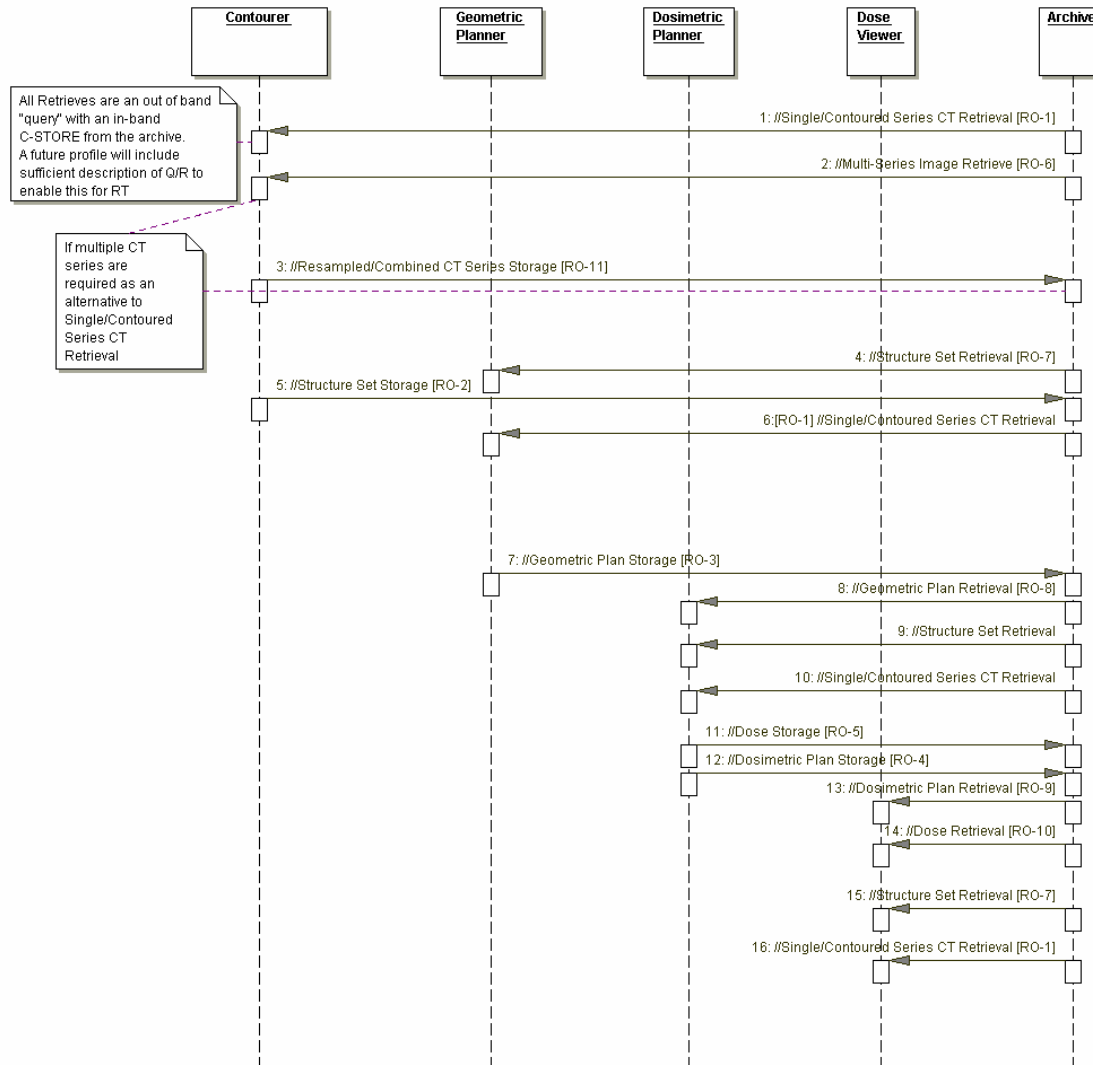 Contourer
Geometric
Planner
Dosimetric
Planner
Dose
Viewer
Archive
All Retrieves are an out of band
"query" with an in-band
C-STORE from the archive.
A future profile will include
sufficient description of Q/R to
enable this for RT
1: //Single/Contoured Series CT Retrieval [RO-1]
2: //Multi-Series Image Retrieve [RO-6]
If multiple CT
series are
required as an
alternative to
Single/Contoured
Series CT
Retrieval
3: //Resampled/Combined CT Series Storage [RO-11]
4: //Structure Set Retrieval [RO-7]
5: //Structure Set Storage [RO-2]
6:[RO-1] //Single/Contoured Series CT Retrieval
7: //Geometric Plan Storage [RO-3]
8: //Geometric Plan Retrieval [RO-8]
9: //Structure Set Retrieval
10: //Single/Contoured Series CT Retrieval
11: //Dose Storage [RO-5]
12: //Dosimetric Plan Storage [RO-4]
13: //Dosimetric Plan Retrieval [RO-9]
14: //Dose Retrieval [RO-10]
15: //Structure Set Retrieval [RO-7]
16: //Single/Contoured Series CT Retrieval [RO-1]